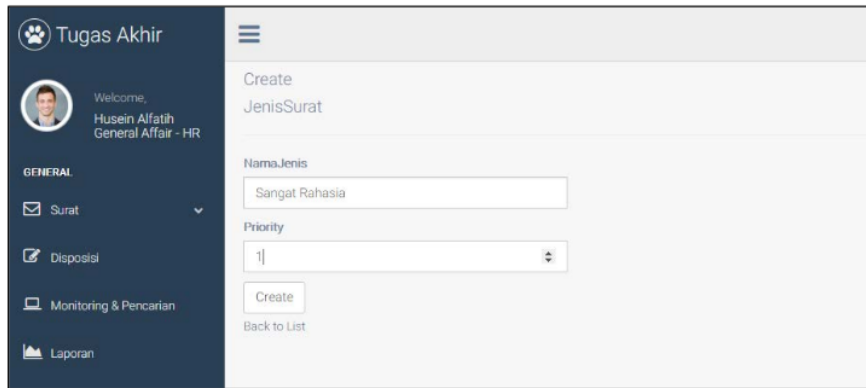 Tugas Akhir
Welcome,
Husein Alfatih
General Affair - HR
GENERAL
Surat
Disposisi
Monitoring & Pencarian
Laporan
Create
JenisSurat
NamaJenis
Sangat Rahasia
Priority
1
Create
Back to List